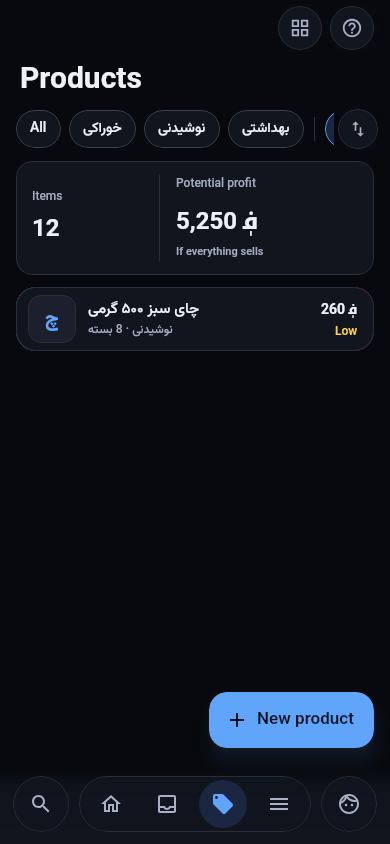 Products
All
خوراکی
نوشیدنی
بهداشتی
Items
12
Potential profit
5,250 ؋
If everything sells
چ
چای سبز ۵۰۰ گرمی
نوشیدنی · 8 بسته
260 ؋
Low
New product